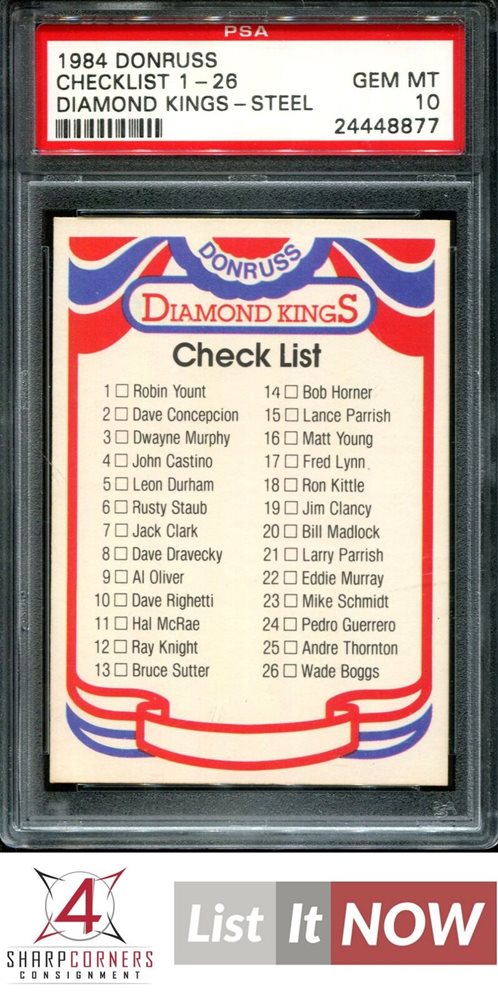 PSA
1984 DONRUSS
CHECKLIST 1-26 GEM MT
DIAMOND KINGS-STEEL 10
24448877
DONRUSS
DIAMOND KINGS
Check List
1 Robin Yount
2 Dave Concepcion
3 Dwayne Murphy
4 John Castino
5 Leon Durham
6 Rusty Staub
7 Jack Clark
8 Dave Dravecky
9 Al Oliver
10 Dave Righetti
11 Hal McRae
12 Ray Knight
13 Bruce Sutter
14 Bob Horner
15 Lance Parrish
16 Matt Young
17 Fred Lynn
18 Ron Kittle
19 Jim Clancy
20 Bill Madlock
21 Larry Parrish
22 Eddie Murray
23 Mike Schmidt
24 Pedro Guerrero
25 Andre Thornton
26 Wade Boggs
4
SHARPCORNERS
CONSIGNMENT
List It NOW